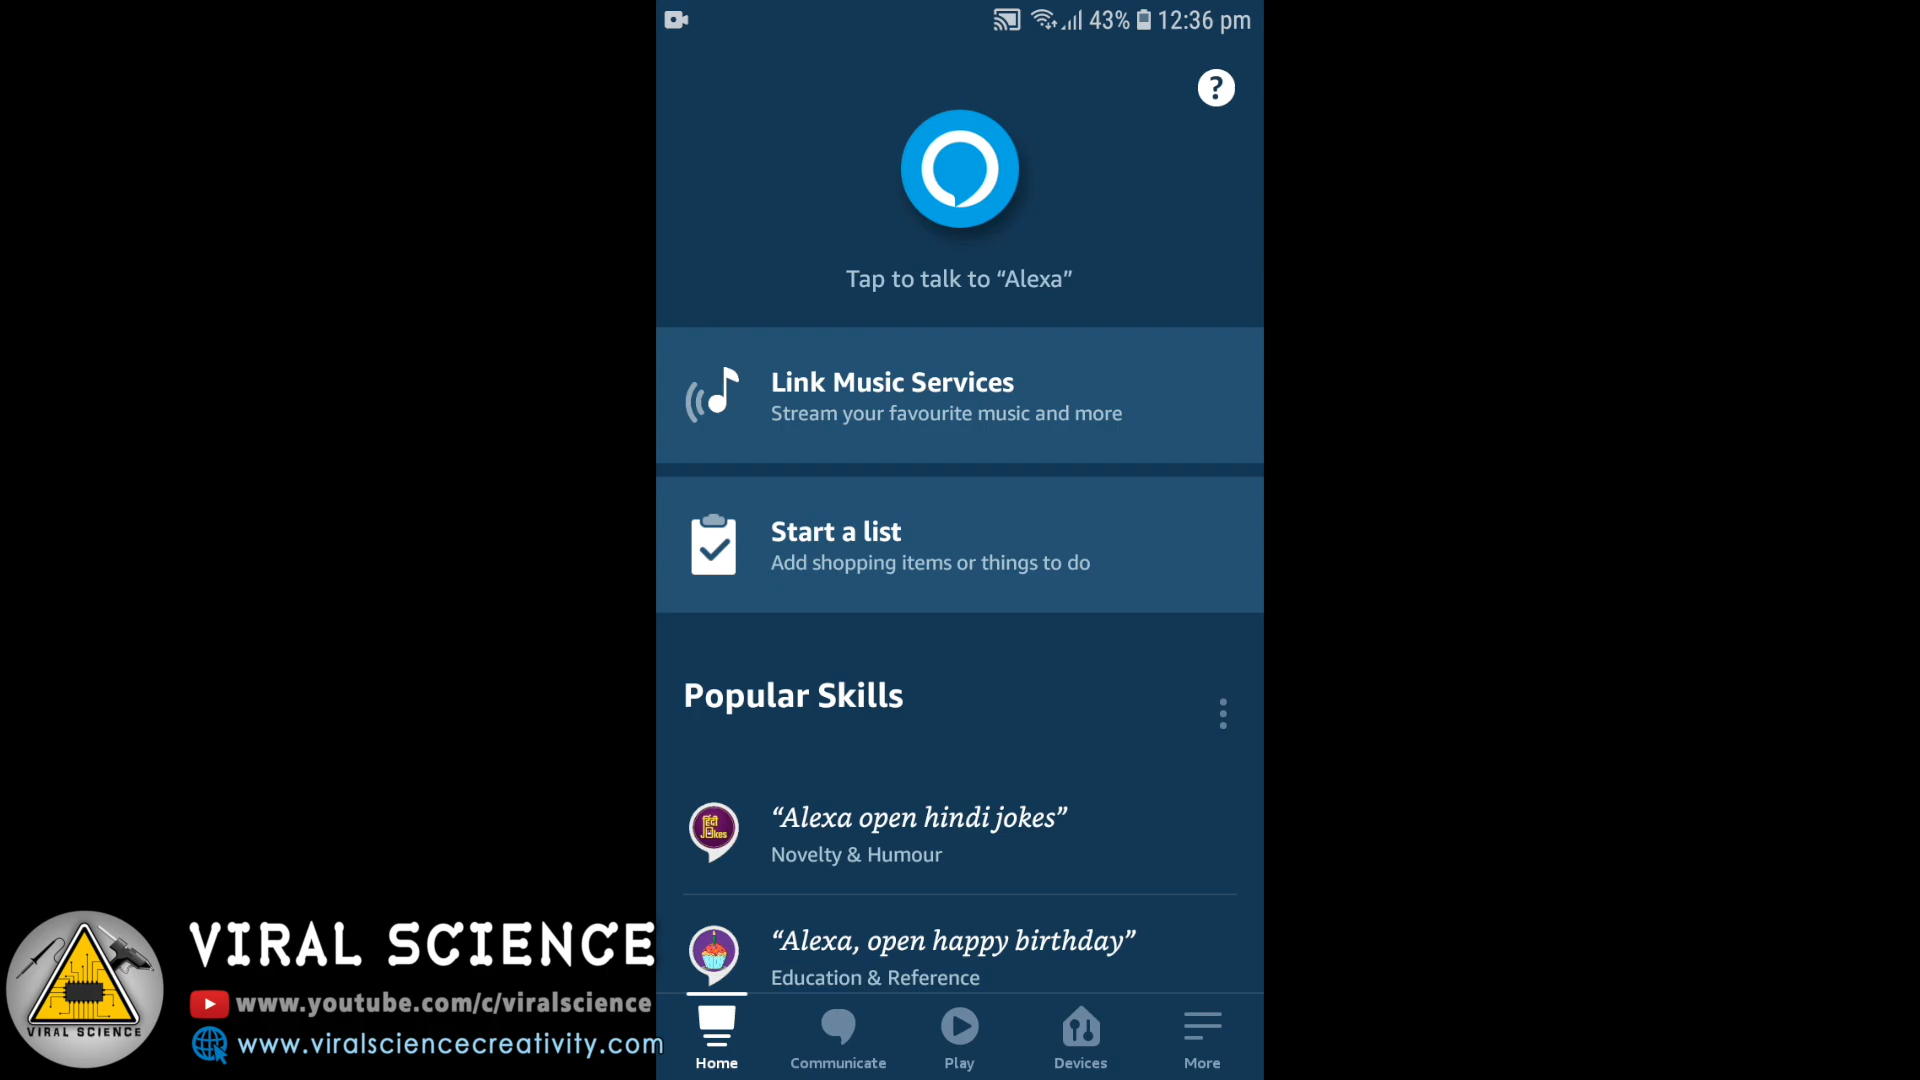 43% 12:36 pm
?
Tap to talk to “Alexa”
Link Music Services
Stream your favourite music and more
Start a list
Add shopping items or things to do
Popular Skills
हिंदी
Jokes
“Alexa open hindi jokes”
Novelty & Humour
“Alexa, open happy birthday”
Education & Reference
Home Communicate Play Devices More
VIRAL SCIENCE
VIRAL SCIENCE
www.youtube.com/c/viralscience
www.viralsciencecreativity.com